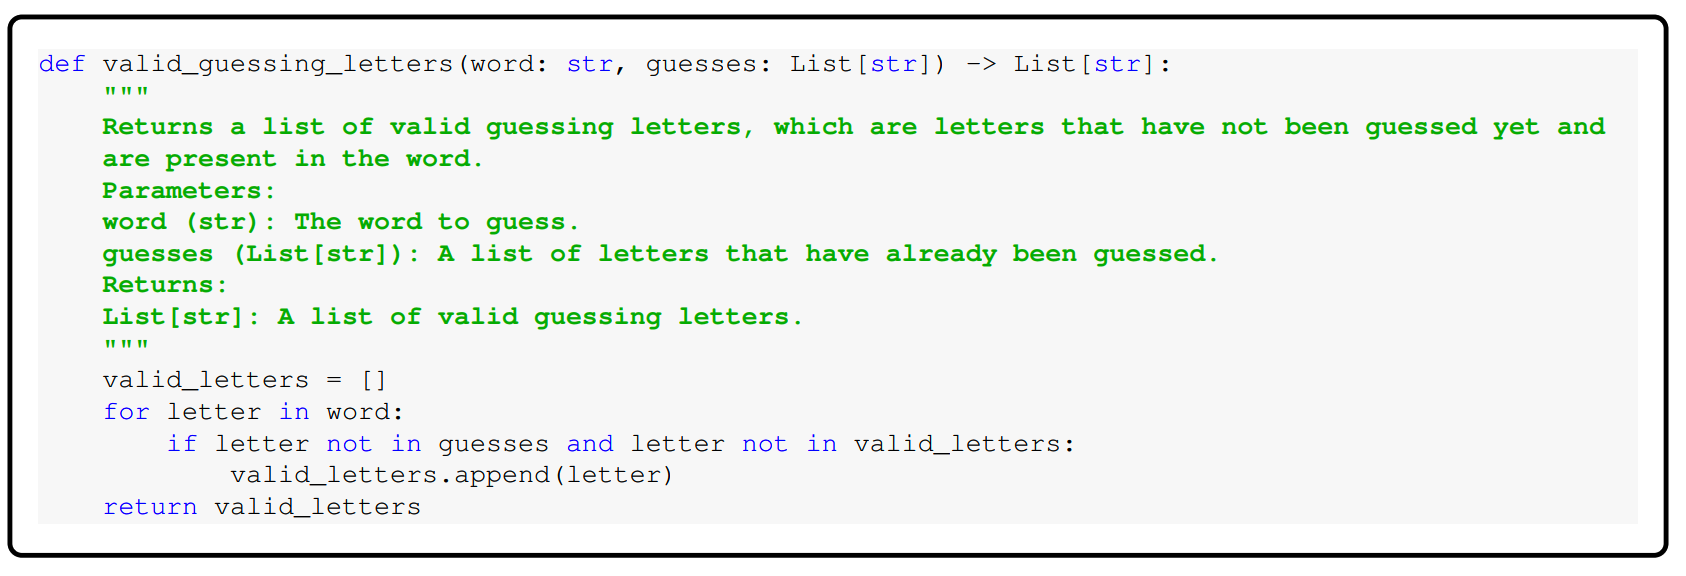 def valid_guessing_letters(word: str, guesses: List[str]) -> List[str]:
    """
    Returns a list of valid guessing letters, which are letters that have not been guessed yet and
    are present in the word.
    Parameters:
    word (str): The word to guess.
    guesses (List[str]): A list of letters that have already been guessed.
    Returns:
    List[str]: A list of valid guessing letters.
    """
    valid_letters = []
    for letter in word:
        if letter not in guesses and letter not in valid_letters:
            valid_letters.append(letter)
    return valid_letters